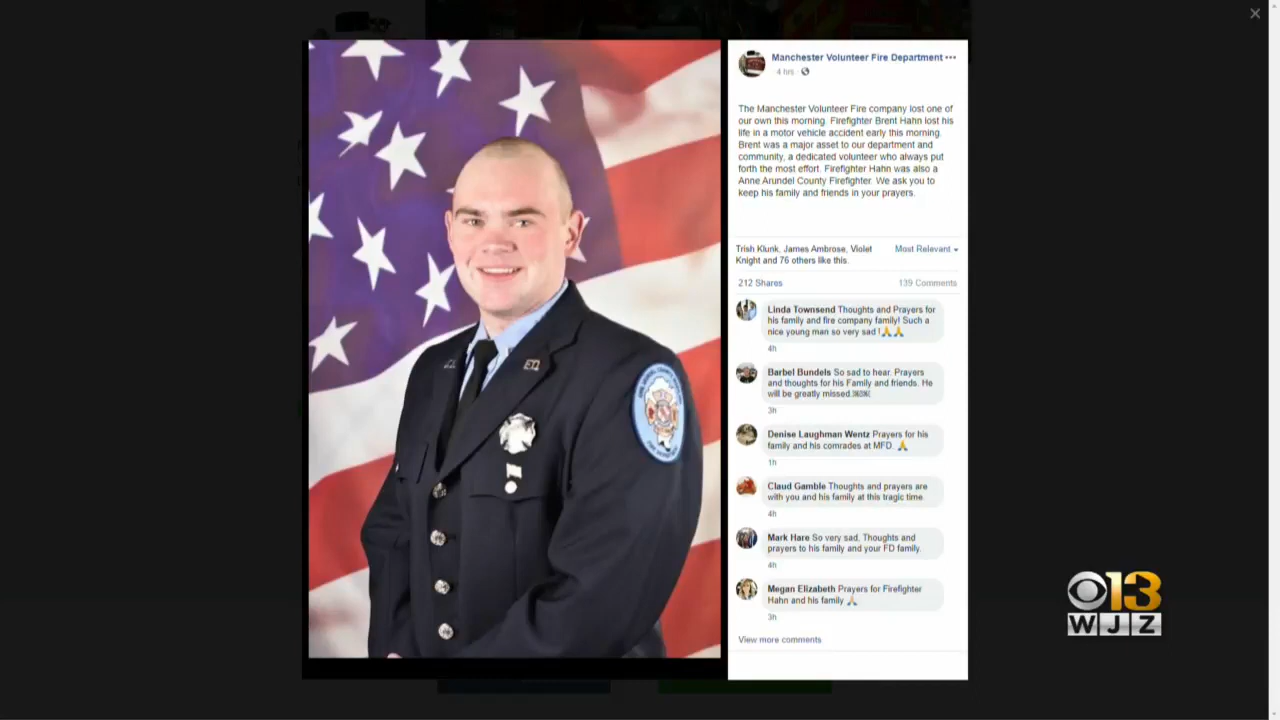 Manchester Volunteer Fire Department
4 hrs
The Manchester Volunteer Fire company lost one of
our own this morning. Firefighter Brent Hahn lost his
life in a motor vehicle accident early this morning.
Brent was a major asset to our department and
community, a dedicated volunteer who always put
forth the most effort. Firefighter Hahn was also a
Anne Arundel County Firefighter. We ask you to
keep his family and friends in your prayers.
Trish Klunk, James Ambrose, Violet
Knight and 76 others like this.
Most Relevant
212 Shares
139 Comments
Linda Townsend Thoughts and Prayers for
his family and fire company family! Such a
nice young man so very sad !🙏🙏
4h
Barbel Bundels So sad to hear. Prayers
and thoughts for his Family and friends. He
will be greatly missed.
3h
Denise Laughman Wentz Prayers for his
family and his comrades at MFD. 🙏
1h
Claud Gamble Thoughts and prayers are
with you and his family at this tragic time.
4h
Mark Hare So very sad. Thoughts and
prayers to his family and your FD family.
4h
Megan Elizabeth Prayers for Firefighter
Hahn and his family 🙏
3h
View more comments
13
WJZ